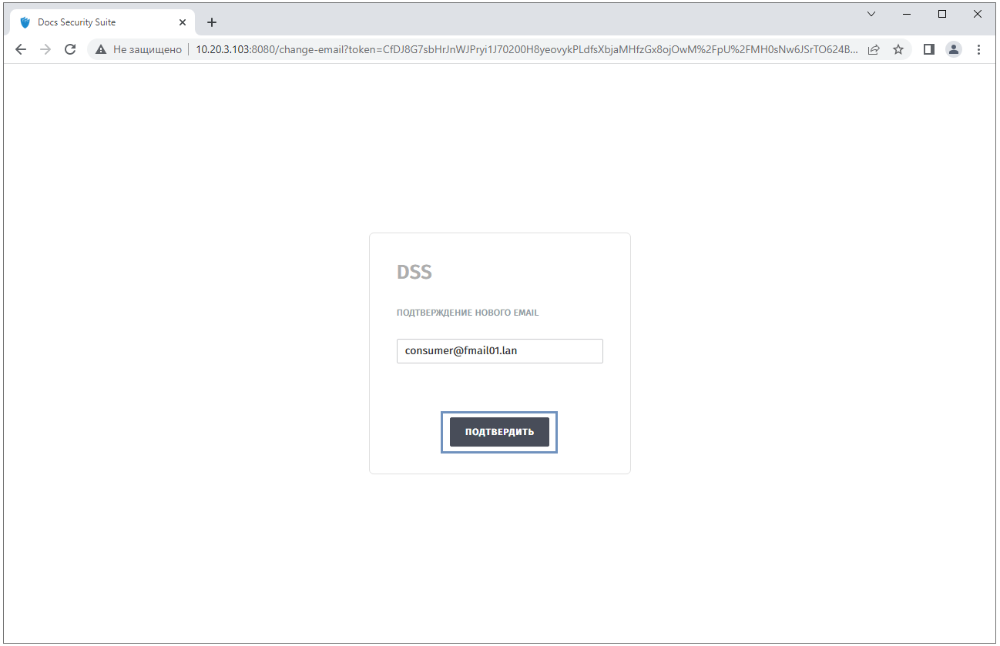 Docs Security Suite
Не защищено 10.20.3.103:8080/change-email?token=CfDJ8G7sbHrJnWJPryi1J70200H8yeovykPLdfsXbjaMHfzGx8ojOwM%2FpU%2FMH0sNw6JSrTO624B...
DSS
ПОДТВЕРЖДЕНИЕ НОВОГО EMAIL
consumer@fmail01.lan
ПОДТВЕРДИТЬ